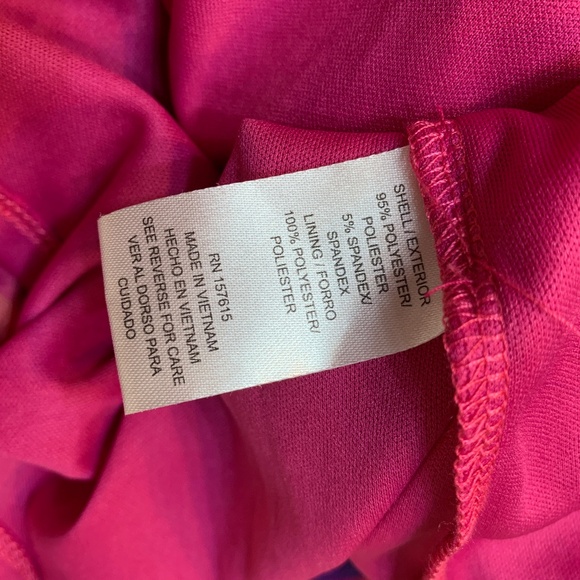 SHELL / EXTERIOR
95% POLYESTER/
POLIESTER
5% SPANDEX/
SPANDEX
LINING / FORRO
100% POLYESTER/
POLIESTER
RN 157615
MADE IN VIETNAM
HECHO EN VIETNAM
SEE REVERSE FOR CARE
VER AL DORSO PARA
CUIDADO